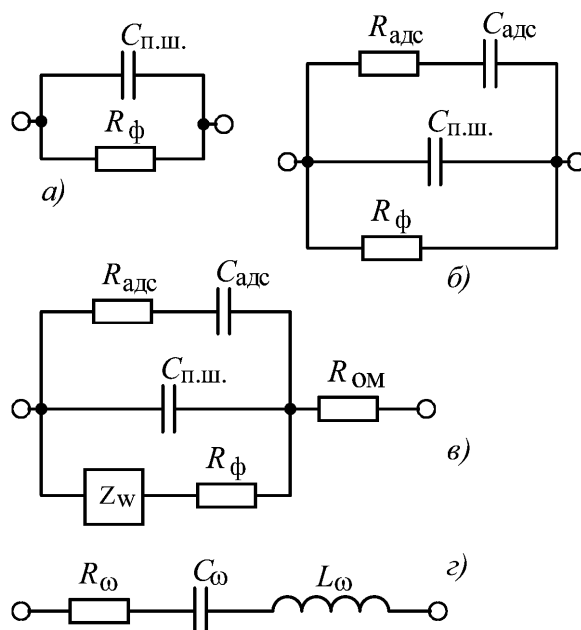 Cп.ш.
Rф
а)
Rадс
Cадс
Cп.ш.
Rф
б)
Rадс
Cадс
Cп.ш.
Rом
Zw
Rф
в)
Rω
Cω
Lω
г)